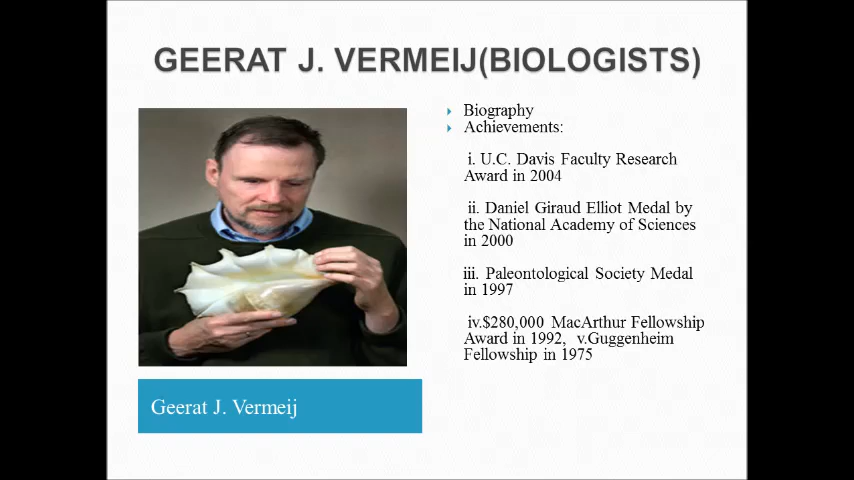 GEERAT J. VERMEIJ(BIOLOGISTS)
Biography
Achievements:
i. U.C. Davis Faculty Research
Award in 2004
ii. Daniel Giraud Elliot Medal by
the National Academy of Sciences
in 2000
iii. Paleontological Society Medal
in 1997
iv.$280,000 MacArthur Fellowship
Award in 1992, v.Guggenheim
Fellowship in 1975
Geerat J. Vermeij